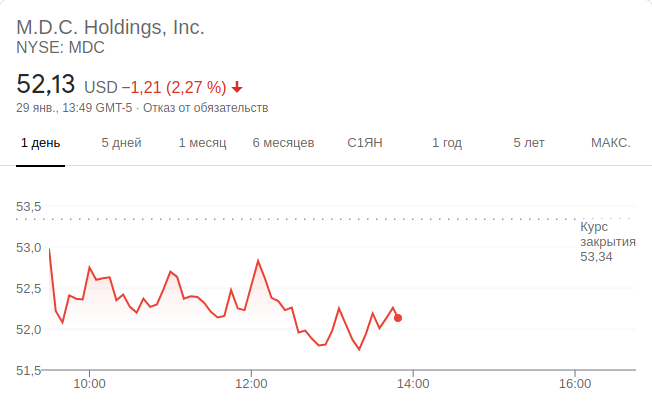 M.D.C. Holdings, Inc.
NYSE: MDC
52,13 USD −1,21 (2,27 %)
29 янв., 13:49 GMT-5 · Отказ от обязательств
1 день 5 дней 1 месяц 6 месяцев С1ЯН 1 год 5 лет МАКС.
53,5
Курс
закрытия
53,34
53,0
52,5
52,0
51,5
10:00 12:00 14:00 16:00